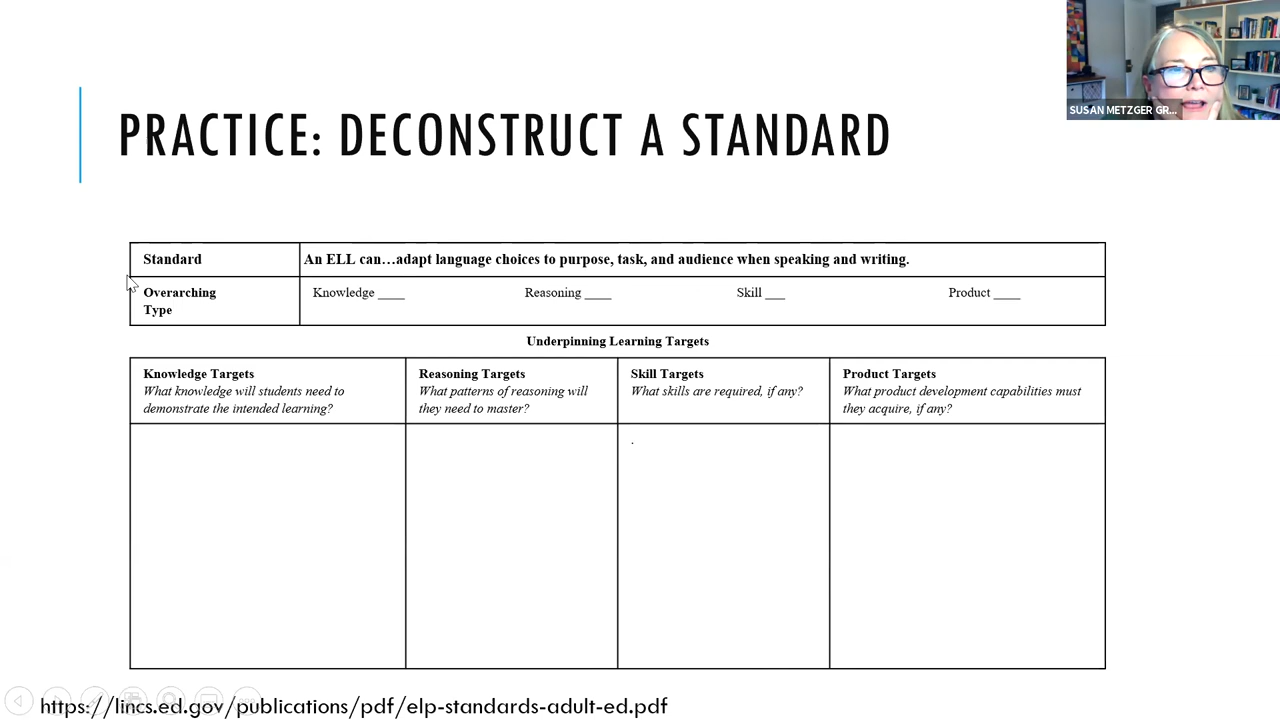 SUSAN METZGER GR...
PRACTICE: DECONSTRUCT A STANDARD
Standard
An ELL can…adapt language choices to purpose, task, and audience when speaking and writing.
Overarching
Type
Knowledge ____
Reasoning ____
Skill ___
Product ____
Underpinning Learning Targets
Knowledge Targets
What knowledge will students need to
demonstrate the intended learning?
Reasoning Targets
What patterns of reasoning will
they need to master?
Skill Targets
What skills are required, if any?
Product Targets
What product development capabilities must
they acquire, if any?
.
https://lincs.ed.gov/publications/pdf/elp-standards-adult-ed.pdf